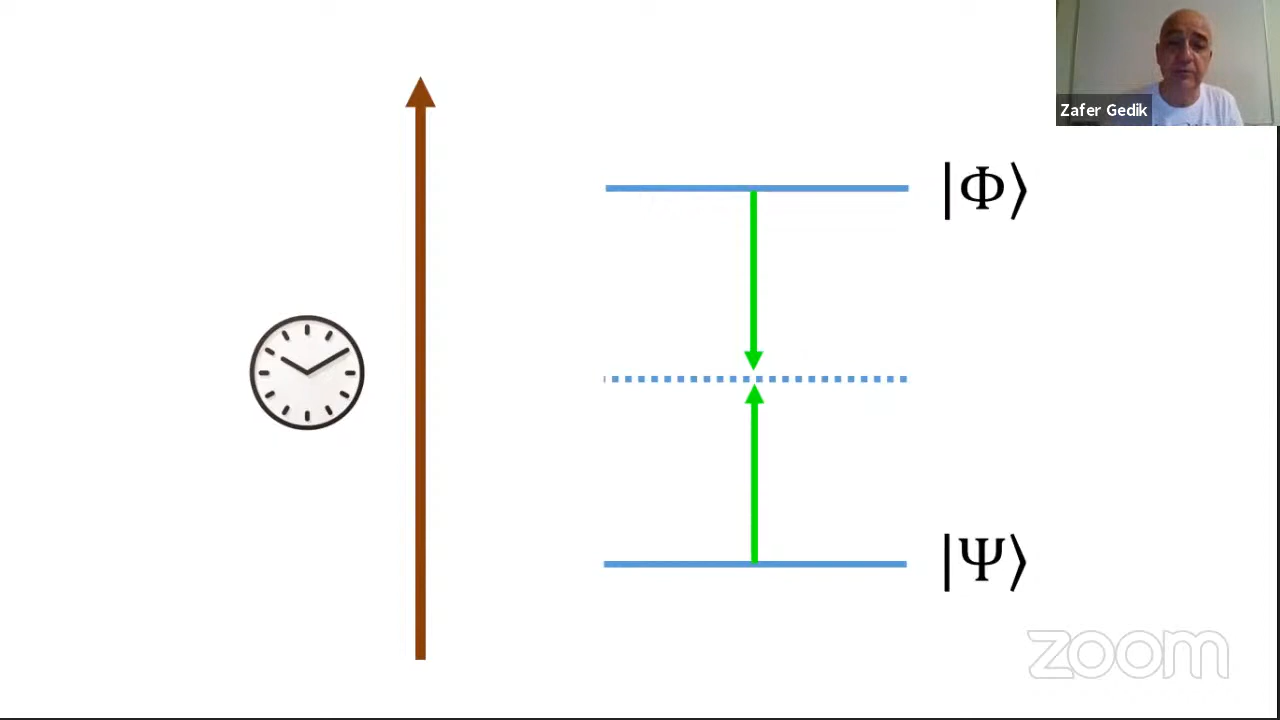 Zafer Gedik
|Φ⟩
|Ψ⟩
zoom